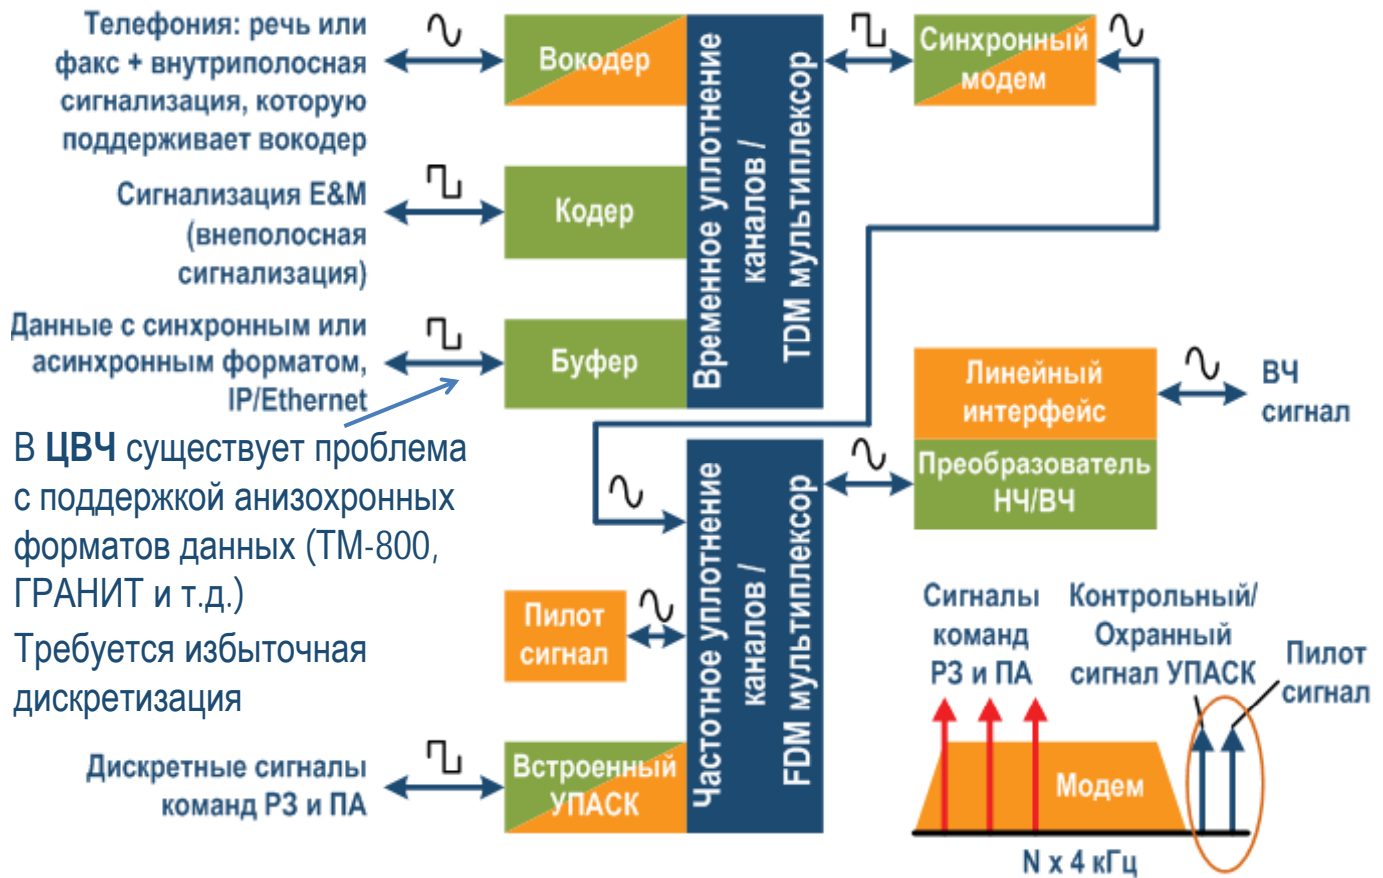 Телефония: речь или
факс + внутриполосная
сигнализация, которую
поддерживает вокодер
Вокодер
Временное уплотнение
каналов /
TDM мультиплексор
Синхронный
модем
Сигнализация E&M
(внеполосная
сигнализация)
Кодер
Данные с синхронным или
асинхронным форматом,
IP/Ethernet
Буфер
Линейный
интерфейс
ВЧ
сигнал
Преобразователь
НЧ/ВЧ
В ЦВЧ существует проблема
с поддержкой анизохронных
форматов данных (ТМ-800,
ГРАНИТ и т.д.)
Требуется избыточная
дискретизация
Частотное уплотнение
каналов /
FDM мультиплексор
Пилот
сигнал
Дискретные сигналы
команд РЗ и ПА
Встроенный
УПАСК
Сигналы
команд
РЗ и ПА
Контрольный/
Охранный
сигнал УПАСК
Пилот
сигнал
Модем
N x 4 кГц